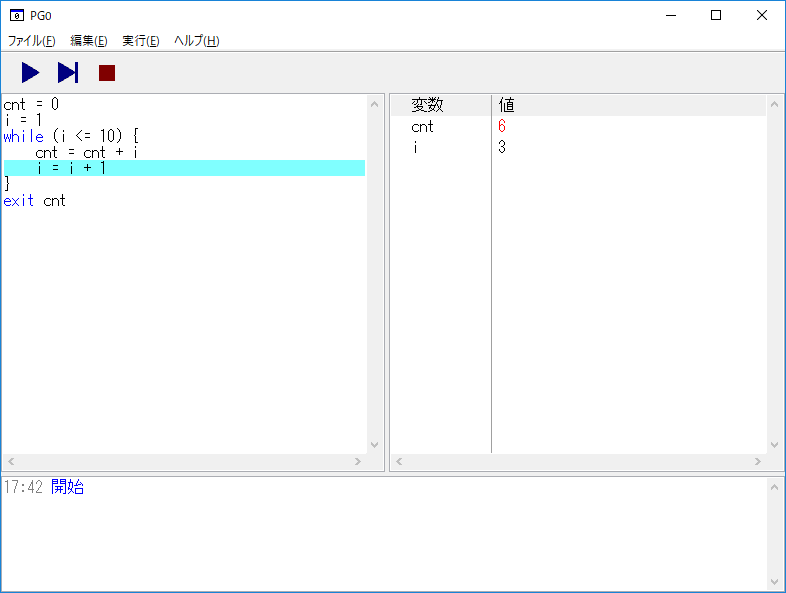 PG0
ファイル(F) 編集(E) 実行(E) ヘルプ(H)
cnt = 0
i = 1
while (i <= 10) {
    cnt = cnt + i
    i = i + 1
}
exit cnt
変数 値
cnt 6
i 3
17:42 開始